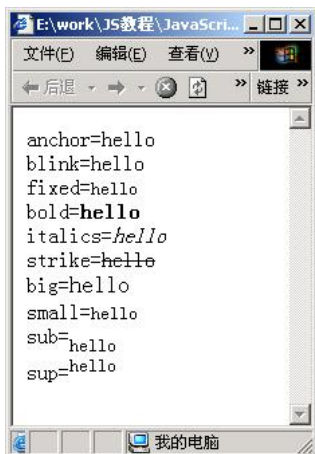 E:\work\JS教程\JavaScri...
文件(F) 编辑(E) 查看(V) »
后退 » 链接 »
anchor=hello
blink=hello
fixed=hello
bold=hello
italics=hello
strike=hello
big=hello
small=hello
sub=hello
sup=hello
我的电脑